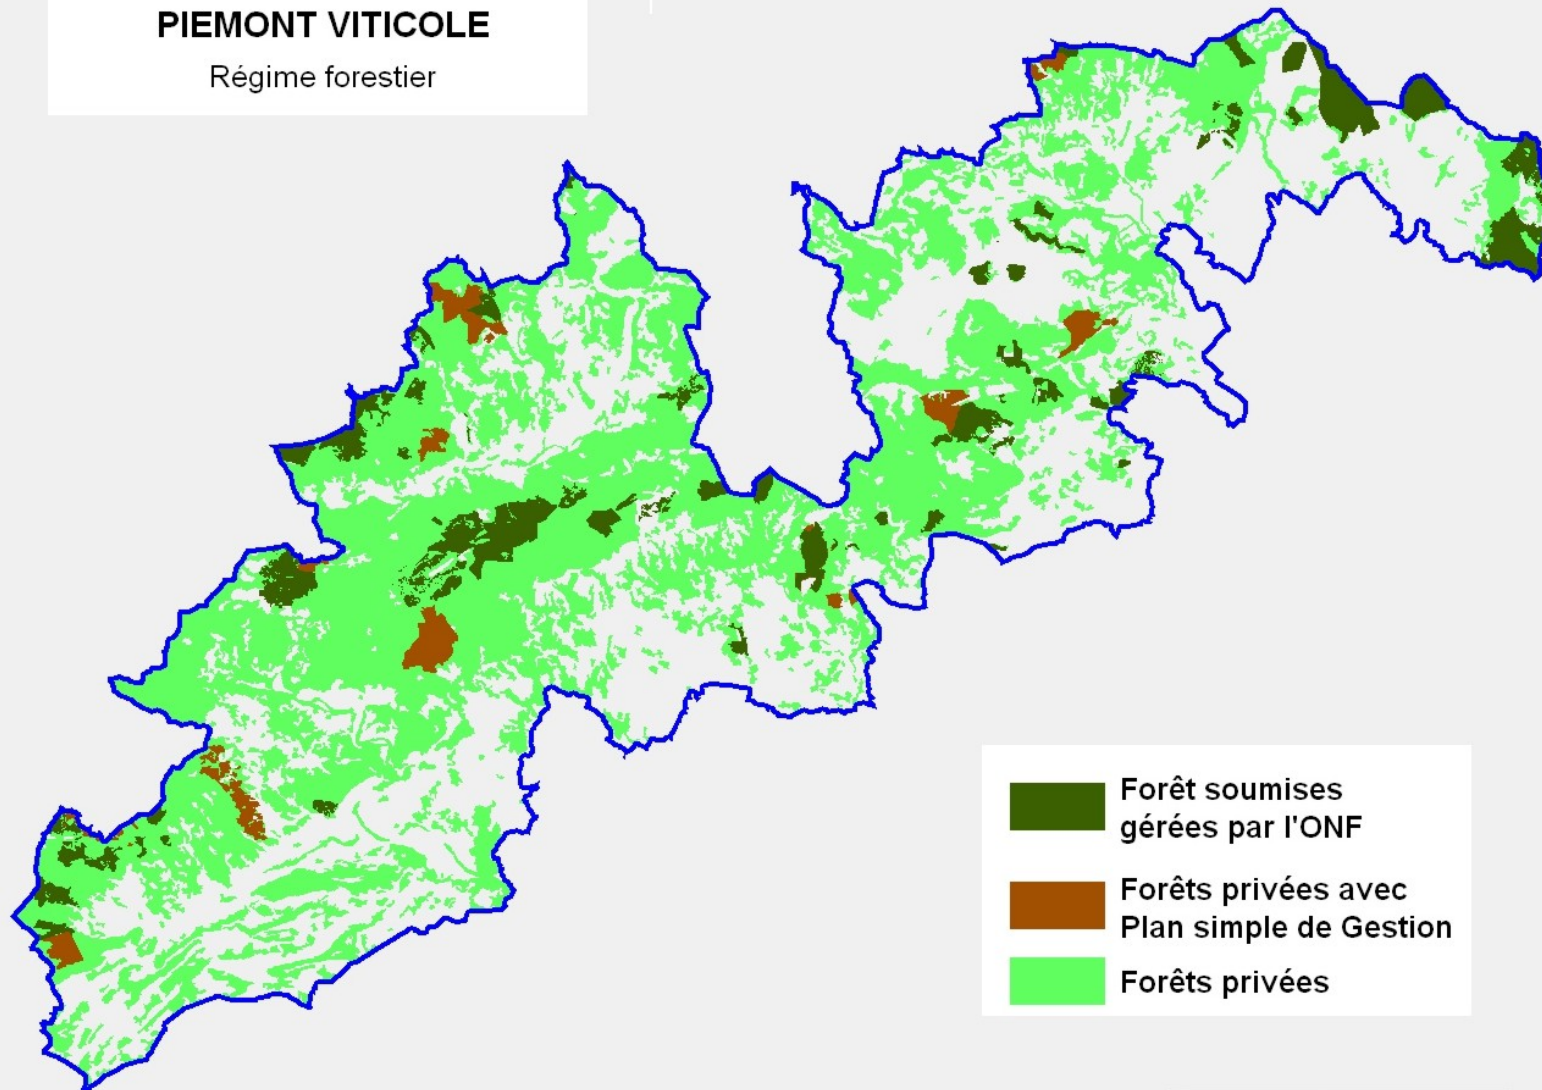 PIEMONT VITICOLE
Régime forestier
Forêt soumises
gérées par l'ONF
Forêts privées avec
Plan simple de Gestion
Forêts privées